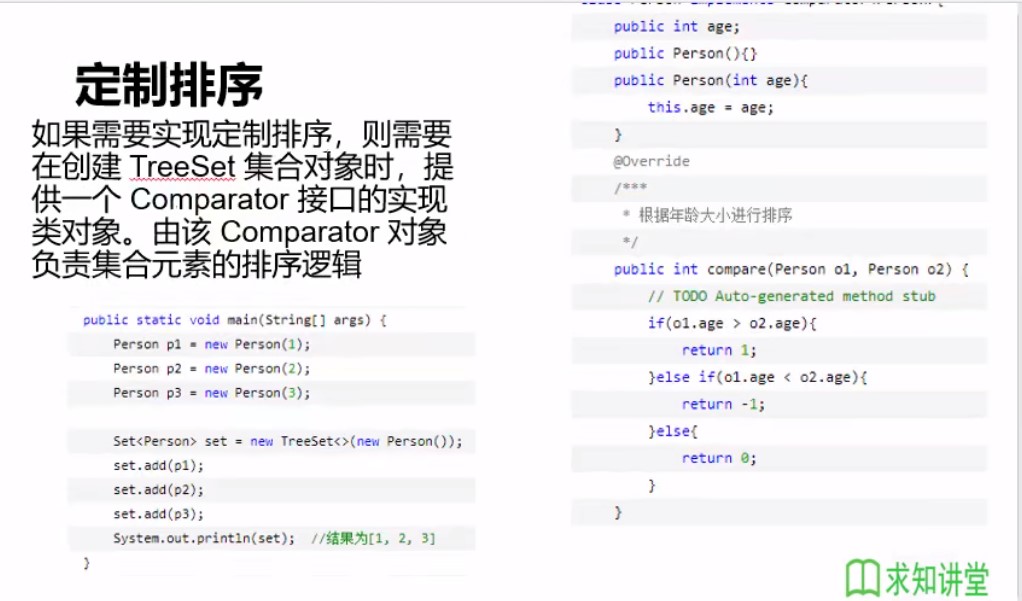 定制排序
如果需要实现定制排序，则需要
在创建 TreeSet 集合对象时，提
供一个 Comparator 接口的实现
类对象。由该 Comparator 对象
负责集合元素的排序逻辑
public static void main(String[] args) {
Person p1 = new Person(1);
Person p2 = new Person(2);
Person p3 = new Person(3);
Set<Person> set = new TreeSet<>(new Person());
set.add(p1);
set.add(p2);
set.add(p3);
System.out.println(set);  //结果为[1, 2, 3]
}
public int age;
public Person(){}
public Person(int age){
this.age = age;
}
@Override
/***
* 根据年龄大小进行排序
*/
public int compare(Person o1, Person o2) {
// TODO Auto-generated method stub
if(o1.age > o2.age){
return 1;
}else if(o1.age < o2.age){
return -1;
}else{
return 0;
}
}
求知讲堂